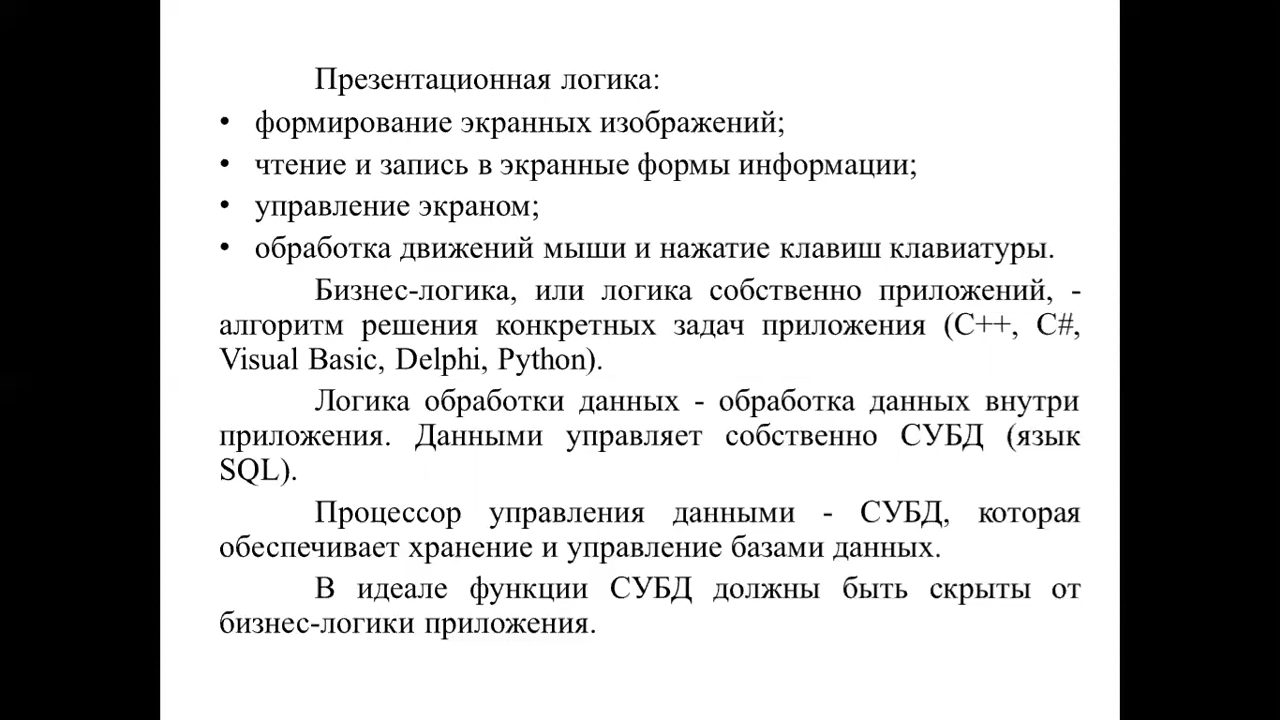 Презентационная логика:
• формирование экранных изображений;
• чтение и запись в экранные формы информации;
• управление экраном;
• обработка движений мыши и нажатие клавиш клавиатуры.
Бизнес-логика, или логика собственно приложений, -
алгоритм решения конкретных задач приложения (C++, C#,
Visual Basic, Delphi, Python).
Логика обработки данных - обработка данных внутри
приложения. Данными управляет собственно СУБД (язык
SQL).
Процессор управления данными - СУБД, которая
обеспечивает хранение и управление базами данных.
В идеале функции СУБД должны быть скрыты от
бизнес-логики приложения.